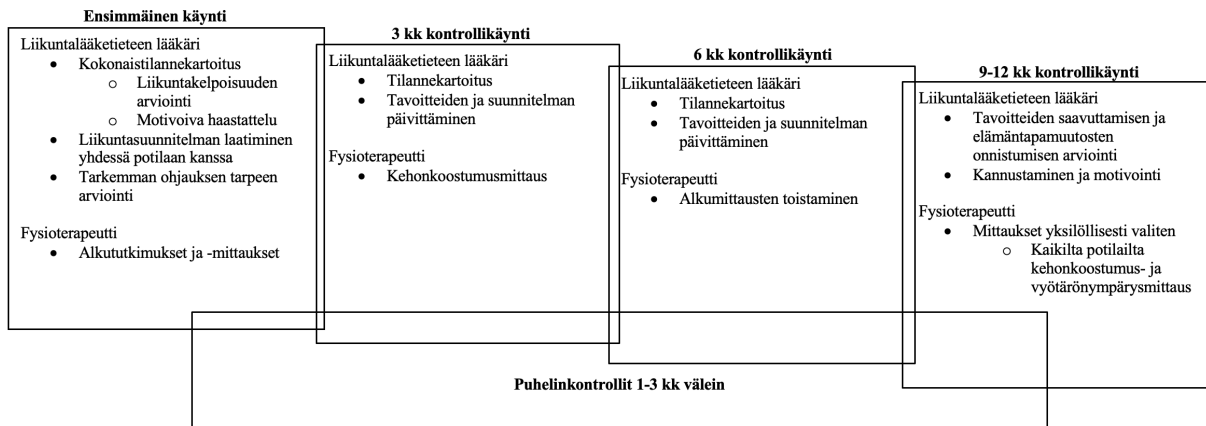 Ensimmäinen käynti
Liikuntalääketieteen lääkäri
• Kokonaistilannekartoitus
o Liikuntakelpoisuuden
arviointi
o Motivoiva haastattelu
• Liikuntasuunnitelman laatiminen
yhdessä potilaan kanssa
• Tarkemman ohjauksen tarpeen
arviointi
Fysioterapeutti
• Alkututkimukset ja -mittaukset
3 kk kontrollikäynti
Liikuntalääketieteen lääkäri
• Tilannekartoitus
• Tavoitteiden ja suunnitelman
päivittäminen
Fysioterapeutti
• Kehonkoostumusmittaus
6 kk kontrollikäynti
Liikuntalääketieteen lääkäri
• Tilannekartoitus
• Tavoitteiden ja suunnitelman
päivittäminen
Fysioterapeutti
• Alkumittausten toistaminen
9-12 kk kontrollikäynti
Liikuntalääketieteen lääkäri
• Tavoitteiden saavuttamisen ja
elämäntapamuutosten
onnistumisen arviointi
• Kannustaminen ja motivointi
Fysioterapeutti
• Mittaukset yksilöllisesti valiten
o Kaikilta potilailta
kehonkoostumus- ja
vyötärönympärysmittaus
Puhelinkontrollit 1-3 kk välein